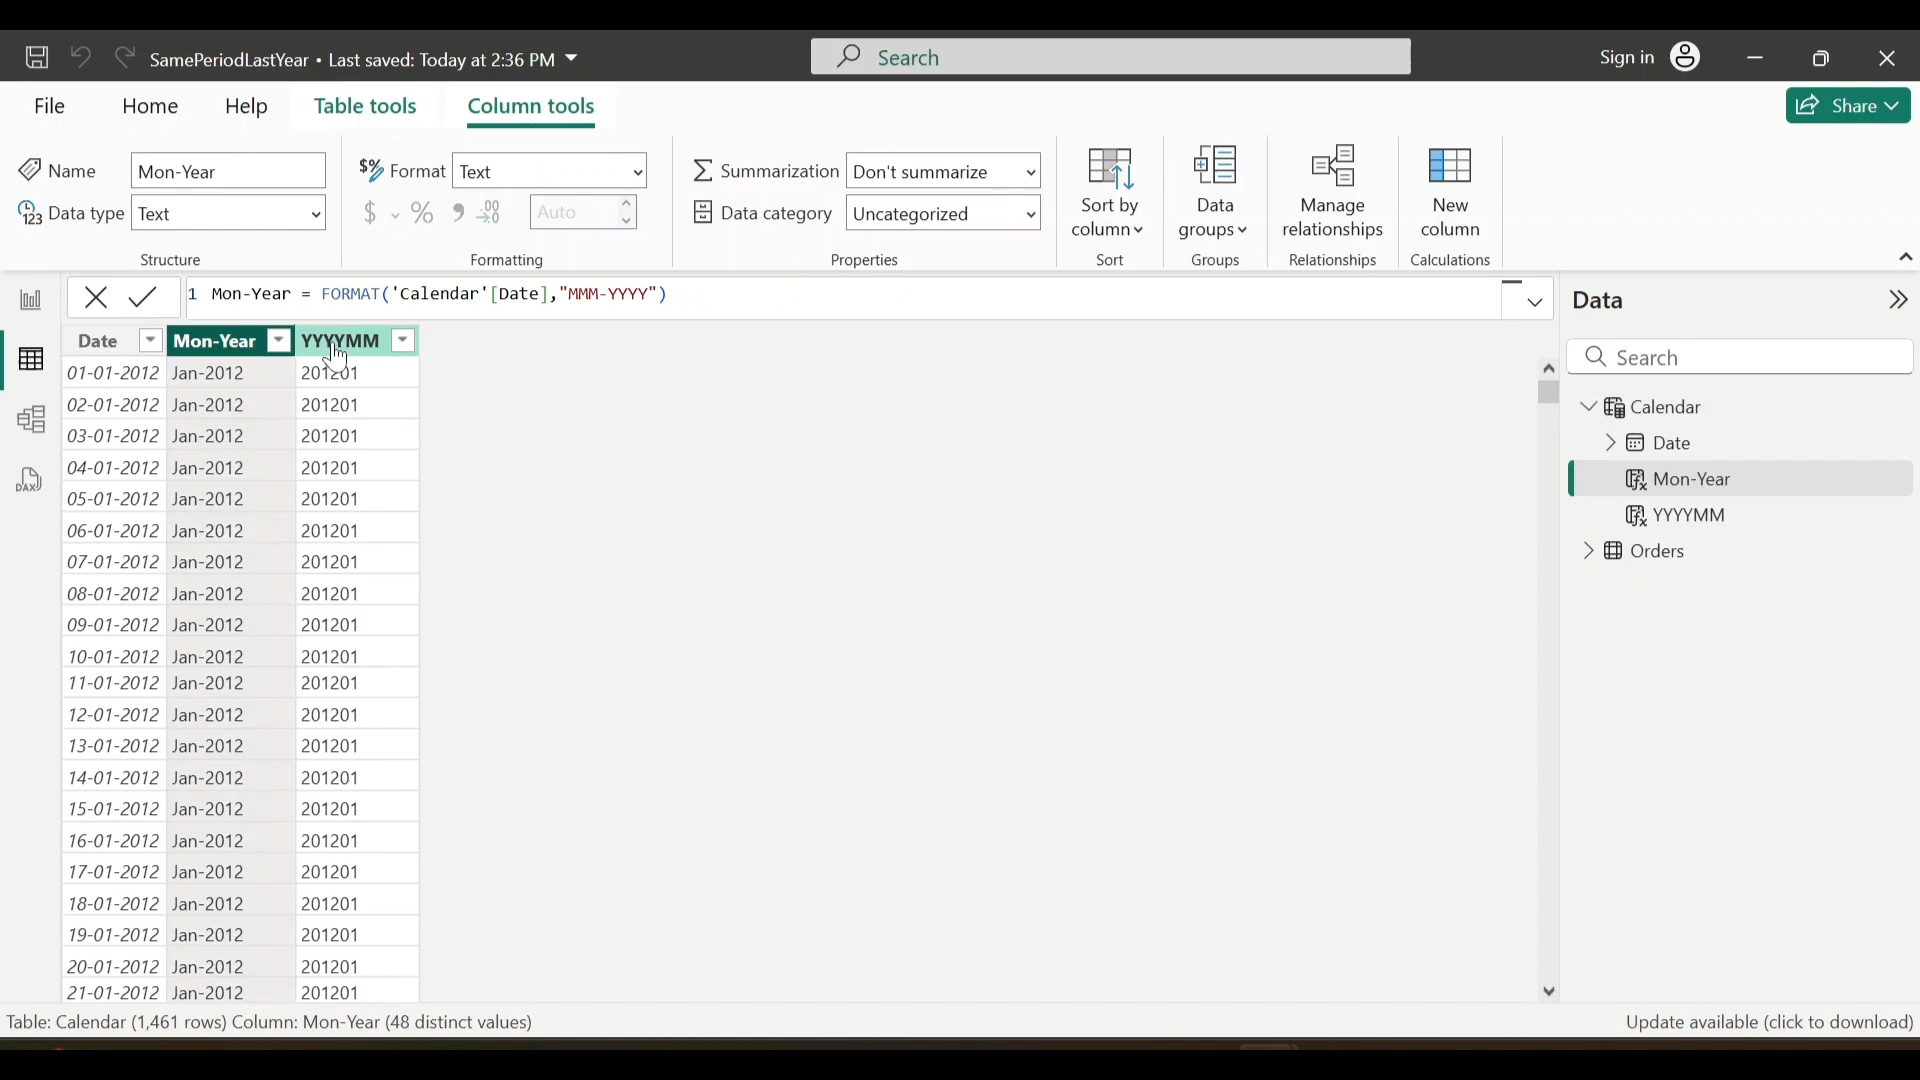 SamePeriodLastYear • Last saved: Today at 2:36 PM
Search
Sign in
File Home Help Table tools Column tools
Share
Name Mon-Year
Data type Text
Structure
Format Text
$ % 9 .00
Auto
Formatting
Σ Summarization Don't summarize
Data category Uncategorized
Properties
Sort by
column
Sort
Data
groups
Groups
Manage
relationships
Relationships
New
column
Calculations
1 Mon-Year = FORMAT('Calendar'[Date],"MMM-YYYY")
Date Mon-Year YYYYMM
01-01-2012 Jan-2012 201201
02-01-2012 Jan-2012 201201
03-01-2012 Jan-2012 201201
04-01-2012 Jan-2012 201201
05-01-2012 Jan-2012 201201
06-01-2012 Jan-2012 201201
07-01-2012 Jan-2012 201201
08-01-2012 Jan-2012 201201
09-01-2012 Jan-2012 201201
10-01-2012 Jan-2012 201201
11-01-2012 Jan-2012 201201
12-01-2012 Jan-2012 201201
13-01-2012 Jan-2012 201201
14-01-2012 Jan-2012 201201
15-01-2012 Jan-2012 201201
16-01-2012 Jan-2012 201201
17-01-2012 Jan-2012 201201
18-01-2012 Jan-2012 201201
19-01-2012 Jan-2012 201201
20-01-2012 Jan-2012 201201
21-01-2012 Jan-2012 201201
Data
Search
Calendar
Date
Mon-Year
YYYYMM
Orders
DAX
Table: Calendar (1,461 rows) Column: Mon-Year (48 distinct values)
Update available (click to download)